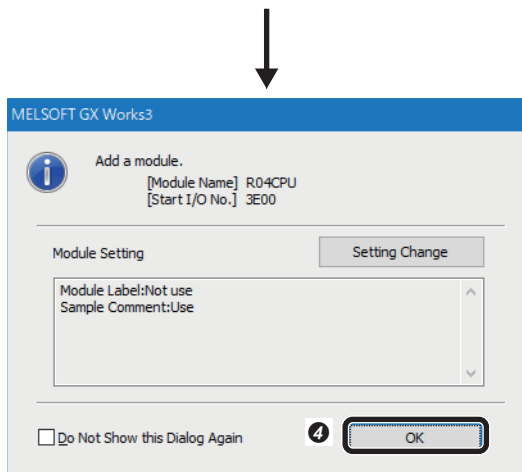 MELSOFT GX Works3
Add a module.
[Module Name] R04CPU
[Start I/O No.] 3E00
Module Setting
Setting Change
Module Label:Not use
Sample Comment:Use
Do Not Show this Dialog Again
❹
OK